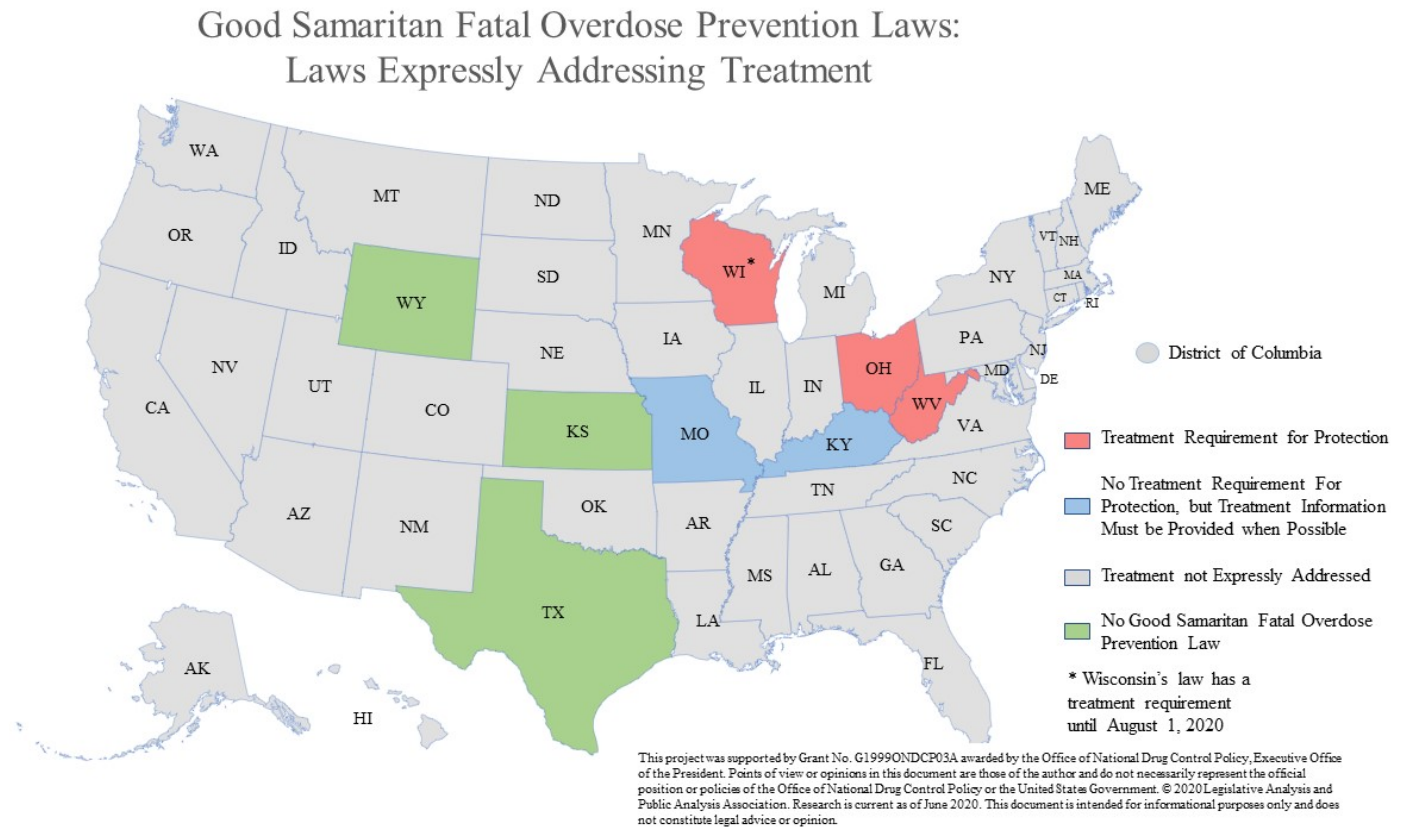 Good Samaritan Fatal Overdose Prevention Laws:
Laws Expressly Addressing Treatment
WA
MT
ND
MN
ME
OR
ID
SD
WI*
MI
VT
NH
NY
MA
CT
RI
WY
IA
PA
NJ
NE
OH
MD
DE
NV
UT
IL
IN
WV
CA
CO
KS
MO
KY
VA
AZ
NM
OK
AR
TN
NC
SC
MS
AL
GA
TX
LA
FL
AK
HI
District of Columbia
Treatment Requirement for Protection
No Treatment Requirement For
Protection, but Treatment Information
Must be Provided when Possible
Treatment not Expressly Addressed
No Good Samaritan Fatal Overdose
Prevention Law
* Wisconsin's law has a
treatment requirement
until August 1, 2020
This project was supported by Grant No. G1999ONDCP03A awarded by the Office of National Drug Control Policy, Executive Office
of the President. Points of view or opinions in this document are those of the author and do not necessarily represent the official
position or policies of the Office of National Drug Control Policy or the United States Government. © 2020 Legislative Analysis and
Public Analysis Association. Research is current as of June 2020. This document is intended for informational purposes only and does
not constitute legal advice or opinion.